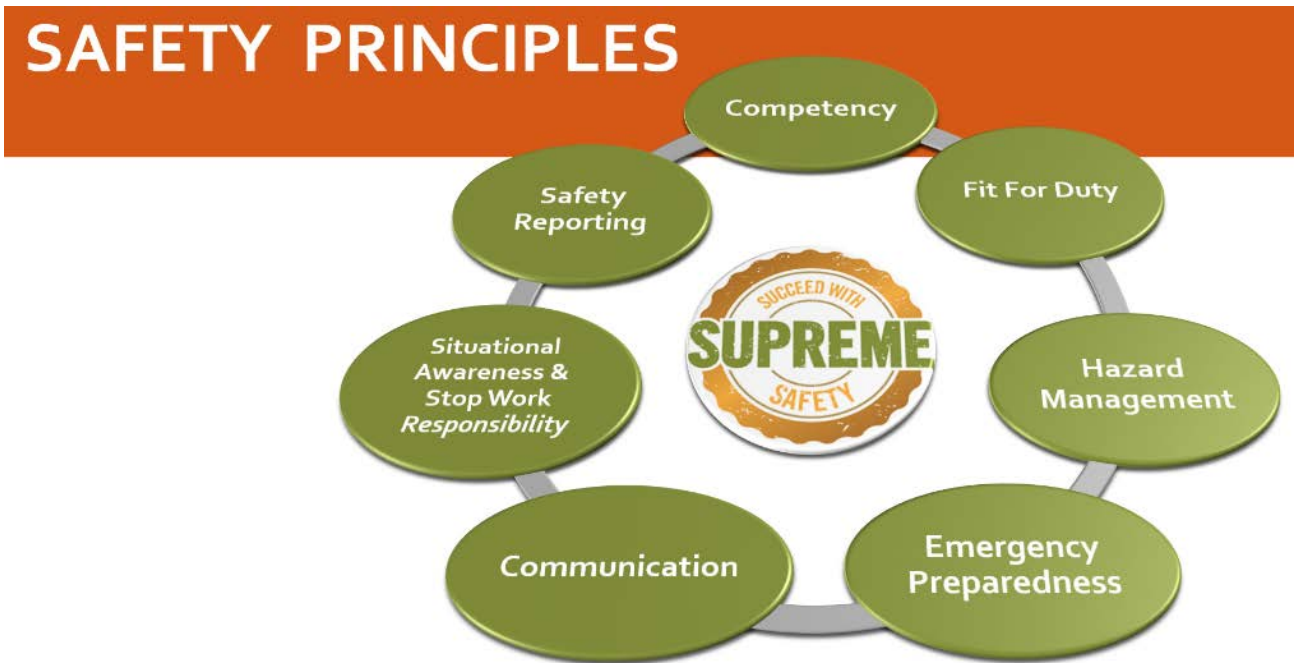 SAFETY PRINCIPLES
Competency
Fit For Duty
Hazard
Management
Emergency
Preparedness
Communication
Situational
Awareness &
Stop Work
Responsibility
Safety
Reporting
SUCCEED WITH
SUPREME
SAFETY